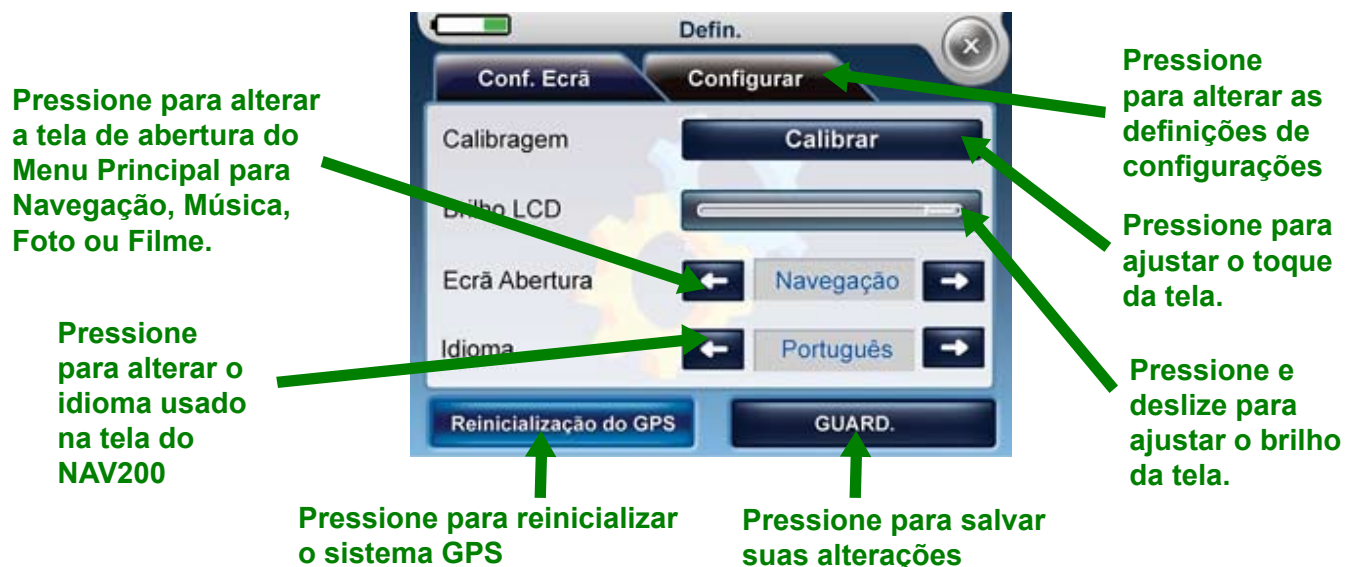 Defin.
Conf. Ecrã
Configurar
Calibragem
Calibrar
Brilho LCD
Ecrã Abertura
Navegação
Idioma
Português
Reinicialização do GPS
GUARD.
Pressione para alterar
a tela de abertura do
Menu Principal para
Navegação, Música,
Foto ou Filme.
Pressione
para alterar o
idioma usado
na tela do
NAV200
Pressione para reinicializar
o sistema GPS
Pressione para salvar
suas alterações
Pressione
para alterar as
definições de
configurações
Pressione para
ajustar o toque
da tela.
Pressione e
deslize para
ajustar o brilho
da tela.